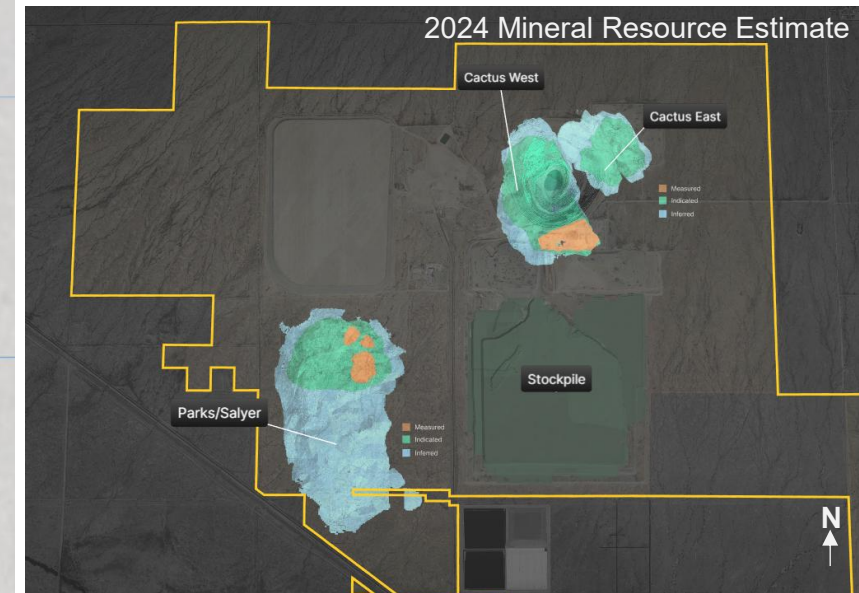 2024 Mineral Resource Estimate
Cactus West
Cactus East
Measured
Indicated
Inferred
Stockpile
Parks/Salyer
Measured
Indicated
Inferred
N